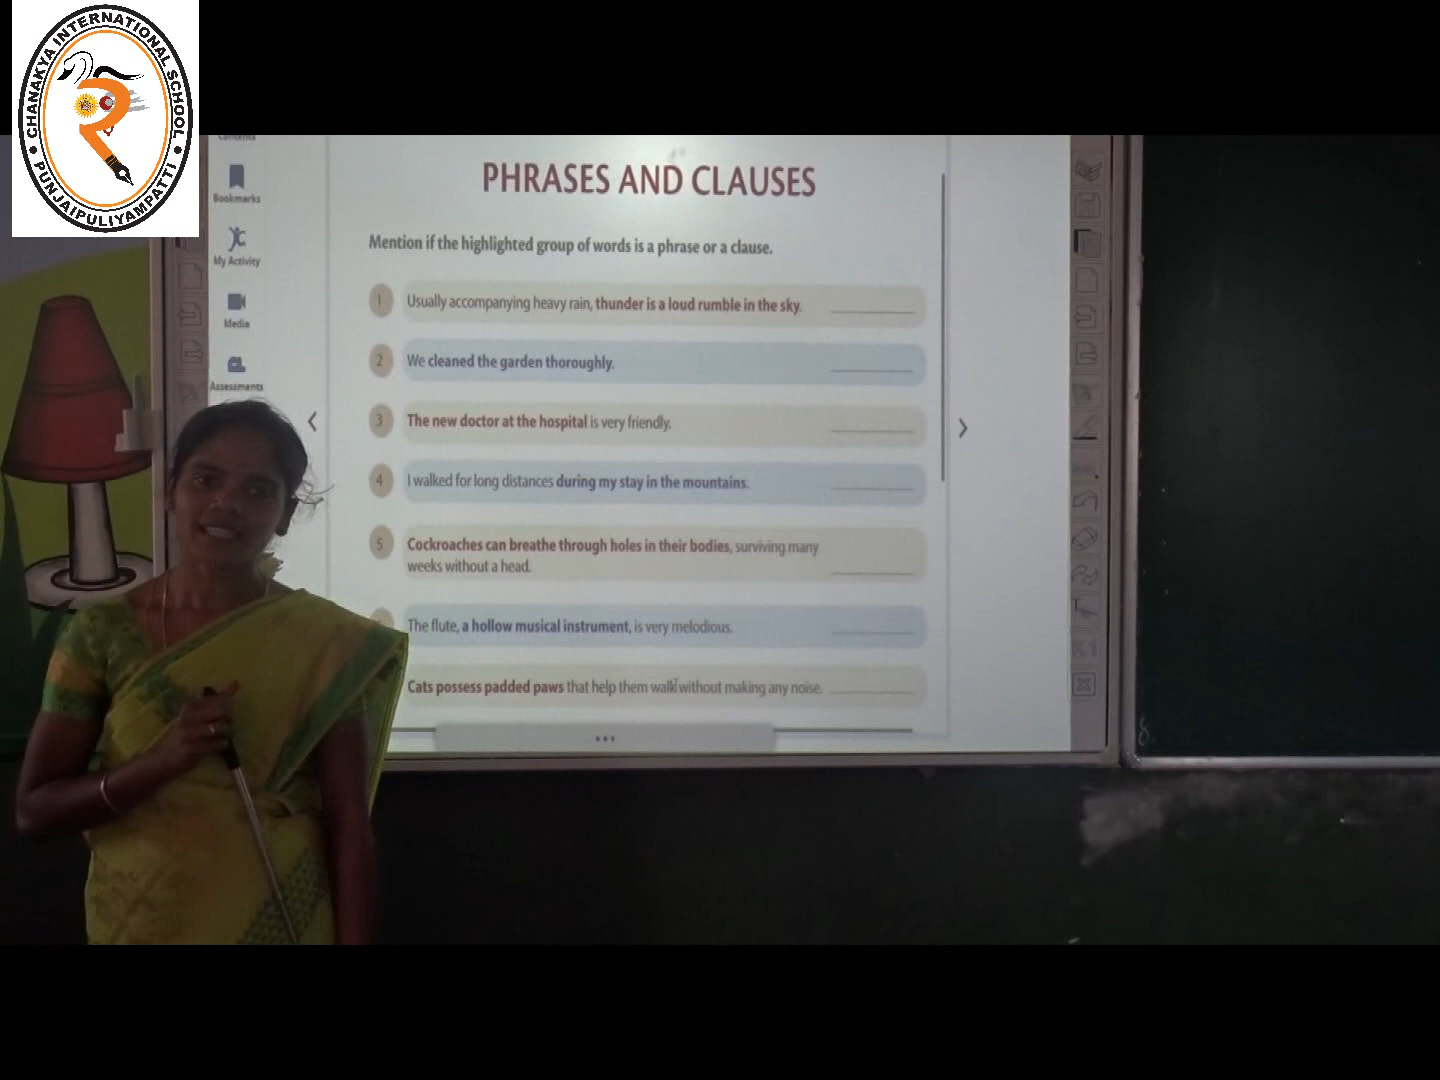 CHANAKYA INTERNATIONAL SCHOOL
PUNJAIPULIYAMPATTI
Contents
Bookmarks
My Activity
Media
Assessments
PHRASES AND CLAUSES
Mention if the highlighted group of words is a phrase or a clause.
1 Usually accompanying heavy rain, thunder is a loud rumble in the sky.
2 We cleaned the garden thoroughly.
3 The new doctor at the hospital is very friendly.
4 I walked for long distances during my stay in the mountains.
5 Cockroaches can breathe through holes in their bodies, surviving many
weeks without a head.
The flute, a hollow musical instrument, is very melodious.
Cats possess padded paws that help them walk without making any noise.